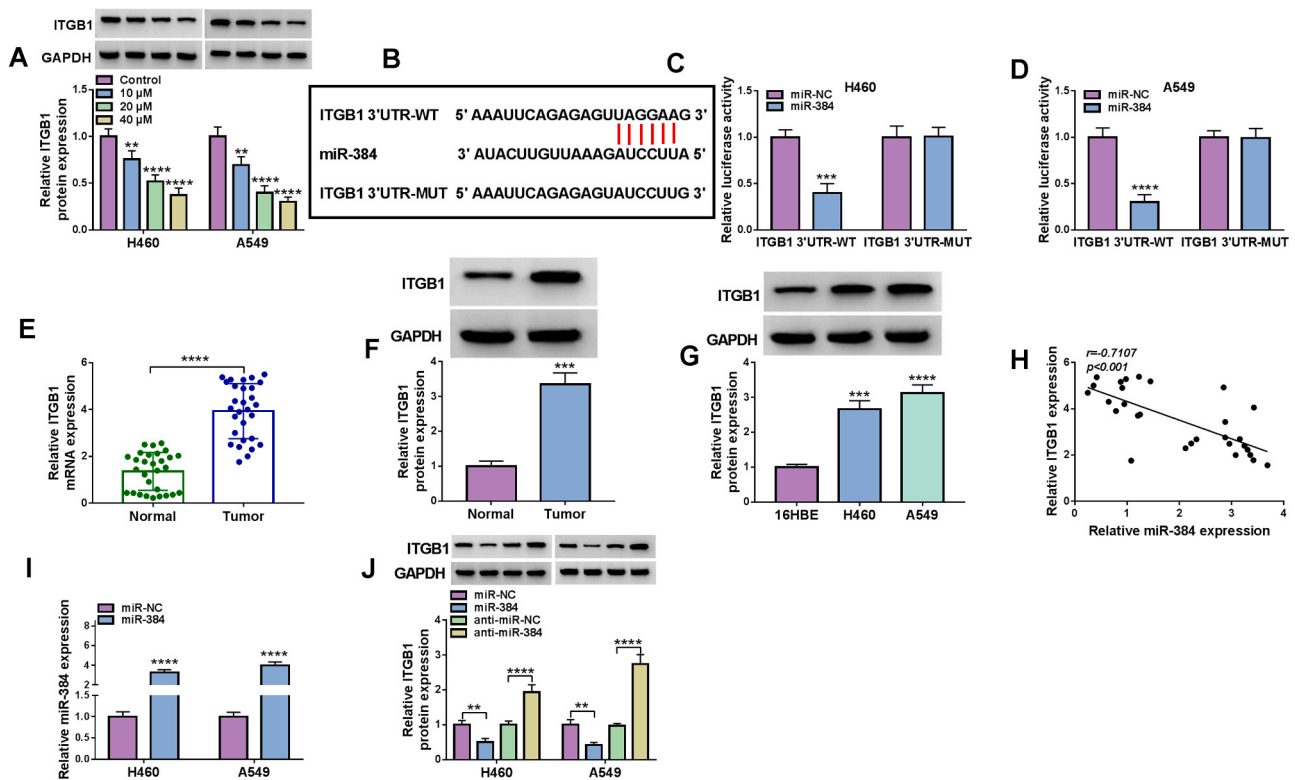 A
ITGB1
GAPDH
Control
10 μM
20 μM
40 μM
Relative ITGB1
protein expression
1.5
1.0
0.5
0.0
**
****
****
**
****
****
H460
A549
B
ITGB1 3'UTR-WT 5' AAAUUCAGAGAGUUAGGAAG 3'
miR-384 3' AUACUUGUUAAAGAUCCUUA 5'
ITGB1 3'UTR-MUT 5' AAAUUCAGAGAGUAUCCUUG 3'
C
H460
miR-NC
miR-384
Relative luciferase activity
1.5
1.0
0.5
0.0
***
ITGB1 3'UTR-WT
ITGB1 3'UTR-MUT
D
A549
miR-NC
miR-384
Relative luciferase activity
1.5
1.0
0.5
0.0
****
ITGB1 3'UTR-WT
ITGB1 3'UTR-MUT
E
Relative ITGB1
mRNA expression
6
4
2
0
****
Normal
Tumor
F
ITGB1
GAPDH
Relative ITGB1
protein expression
4
3
2
1
0
***
Normal
Tumor
G
ITGB1
GAPDH
Relative ITGB1
protein expression
4
3
2
1
0
***
****
16HBE
H460
A549
H
r=-0.7107
p<0.001
Relative ITGB1 expression
6
4
2
0
0
1
2
3
4
Relative miR-384 expression
I
miR-NC
miR-384
Relative miR-384 expression
8
6
4
2
1.5
1.0
0.5
0.0
****
****
H460
A549
J
ITGB1
GAPDH
miR-NC
miR-384
anti-miR-NC
anti-miR-384
Relative ITGB1
protein expression
4
3
2
1
0
**
****
**
****
H460
A549